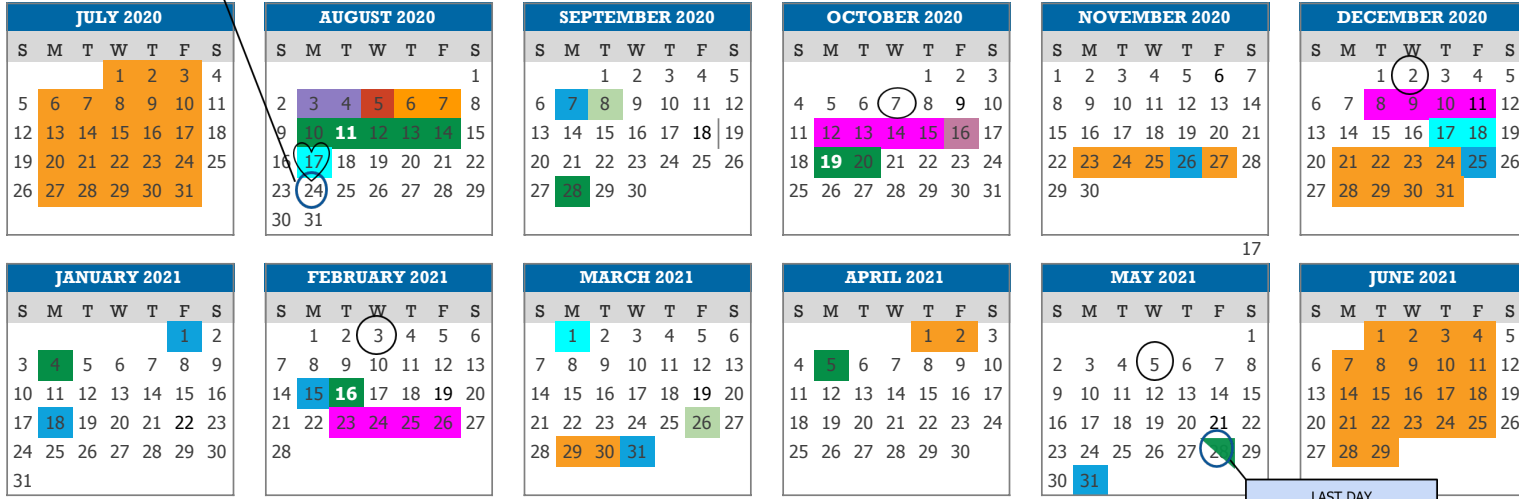 JULY 2020
S M T W T F S
1 2 3 4
5 6 7 8 9 10 11
12 13 14 15 16 17 18
19 20 21 22 23 24 25
26 27 28 29 30 31
AUGUST 2020
S M T W T F S
1
2 3 4 5 6 7 8
9 10 11 12 13 14 15
16 17 18 19 20 21 22
23 24 25 26 27 28 29
30 31
SEPTEMBER 2020
S M T W T F S
1 2 3 4 5
6 7 8 9 10 11 12
13 14 15 16 17 18 19
20 21 22 23 24 25 26
27 28 29 30
OCTOBER 2020
S M T W T F S
1 2 3
4 5 6 7 8 9 10
11 12 13 14 15 16 17
18 19 20 21 22 23 24
25 26 27 28 29 30 31
NOVEMBER 2020
S M T W T F S
1 2 3 4 5 6 7
8 9 10 11 12 13 14
15 16 17 18 19 20 21
22 23 24 25 26 27 28
29 30
17
DECEMBER 2020
S M T W T F S
1 2 3 4 5
6 7 8 9 10 11 12
13 14 15 16 17 18 19
20 21 22 23 24 25 26
27 28 29 30 31
JANUARY 2021
S M T W T F S
1 2
3 4 5 6 7 8 9
10 11 12 13 14 15 16
17 18 19 20 21 22 23
24 25 26 27 28 29 30
31
FEBRUARY 2021
S M T W T F S
1 2 3 4 5 6
7 8 9 10 11 12 13
14 15 16 17 18 19 20
21 22 23 24 25 26 27
28
MARCH 2021
S M T W T F S
1 2 3 4 5 6
7 8 9 10 11 12 13
14 15 16 17 18 19 20
21 22 23 24 25 26 27
28 29 30 31
APRIL 2021
S M T W T F S
1 2 3
4 5 6 7 8 9 10
11 12 13 14 15 16 17
18 19 20 21 22 23 24
25 26 27 28 29 30
MAY 2021
S M T W T F S
1
2 3 4 5 6 7 8
9 10 11 12 13 14 15
16 17 18 19 20 21 22
23 24 25 26 27 28 29
30 31
LAST DAY
JUNE 2021
S M T W T F S
1 2 3 4 5
6 7 8 9 10 11 12
13 14 15 16 17 18 19
20 21 22 23 24 25 26
27 28 29